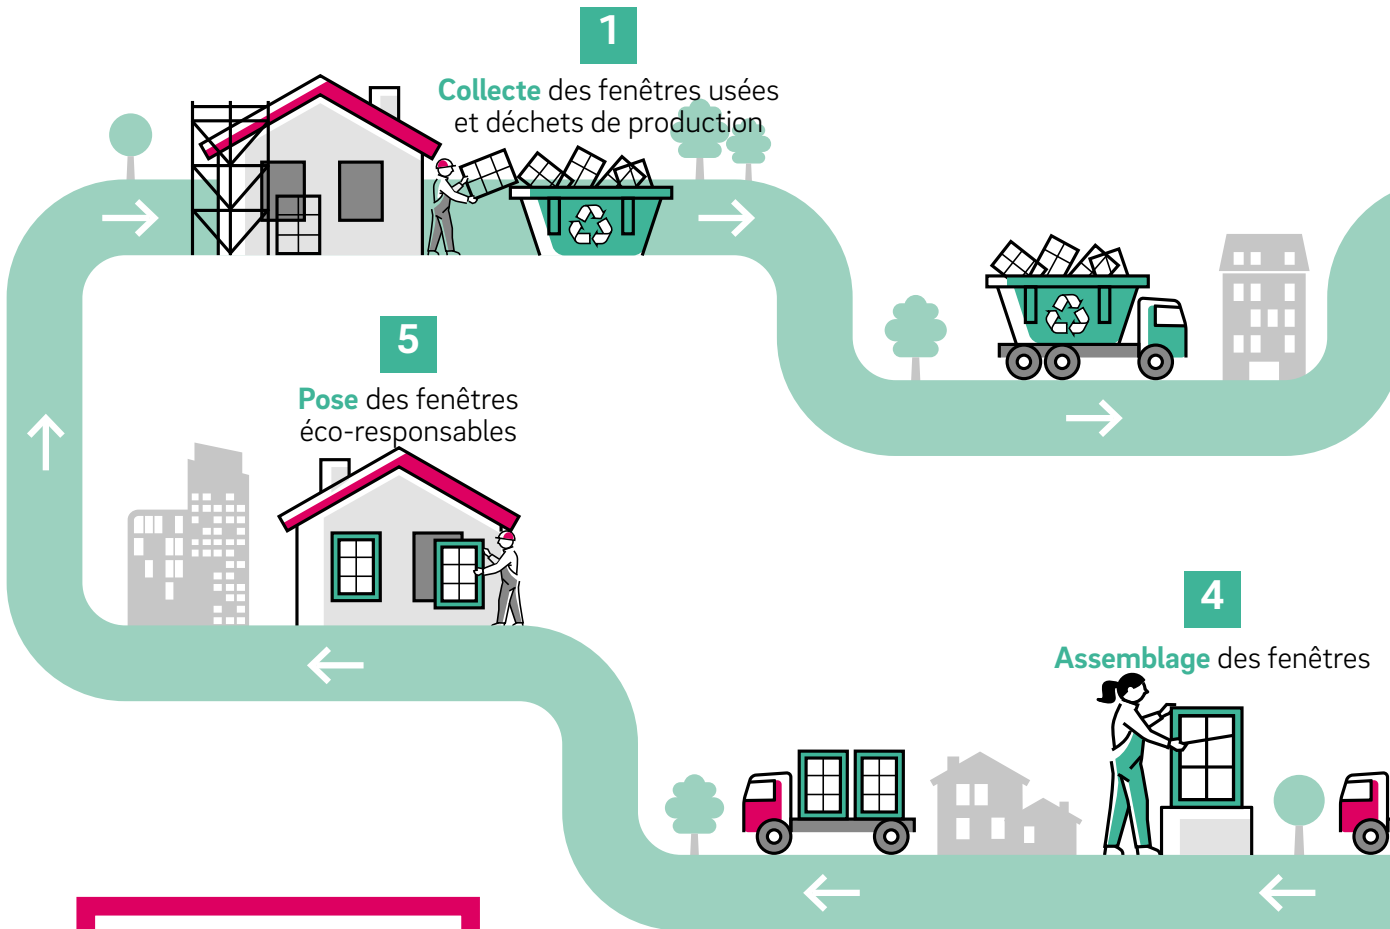 1
Collecte des fenêtres usées
et déchets de production
5
Pose des fenêtres
éco-responsables
4
Assemblage des fenêtres